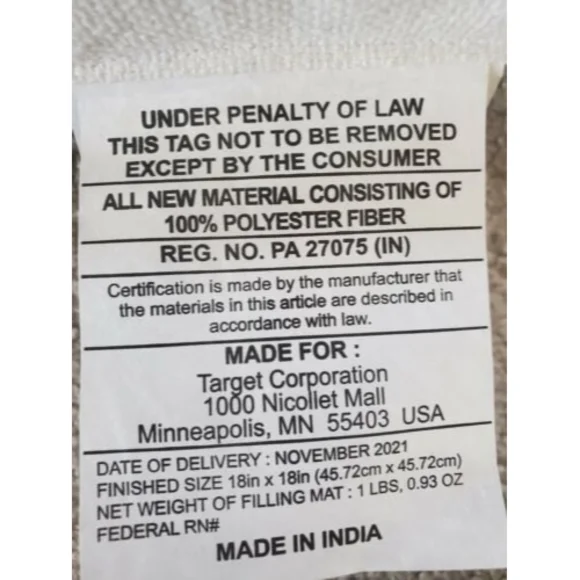 UNDER PENALTY OF LAW
THIS TAG NOT TO BE REMOVED
EXCEPT BY THE CONSUMER
ALL NEW MATERIAL CONSISTING OF
100% POLYESTER FIBER
REG. NO. PA 27075 (IN)
Certification is made by the manufacturer that
the materials in this article are described in
accordance with law.
MADE FOR :
Target Corporation
1000 Nicollet Mall
Minneapolis, MN 55403 USA
DATE OF DELIVERY : NOVEMBER 2021
FINISHED SIZE 18in x 18in (45.72cm x 45.72cm)
NET WEIGHT OF FILLING MAT : 1 LBS, 0.93 OZ
FEDERAL RN#
MADE IN INDIA